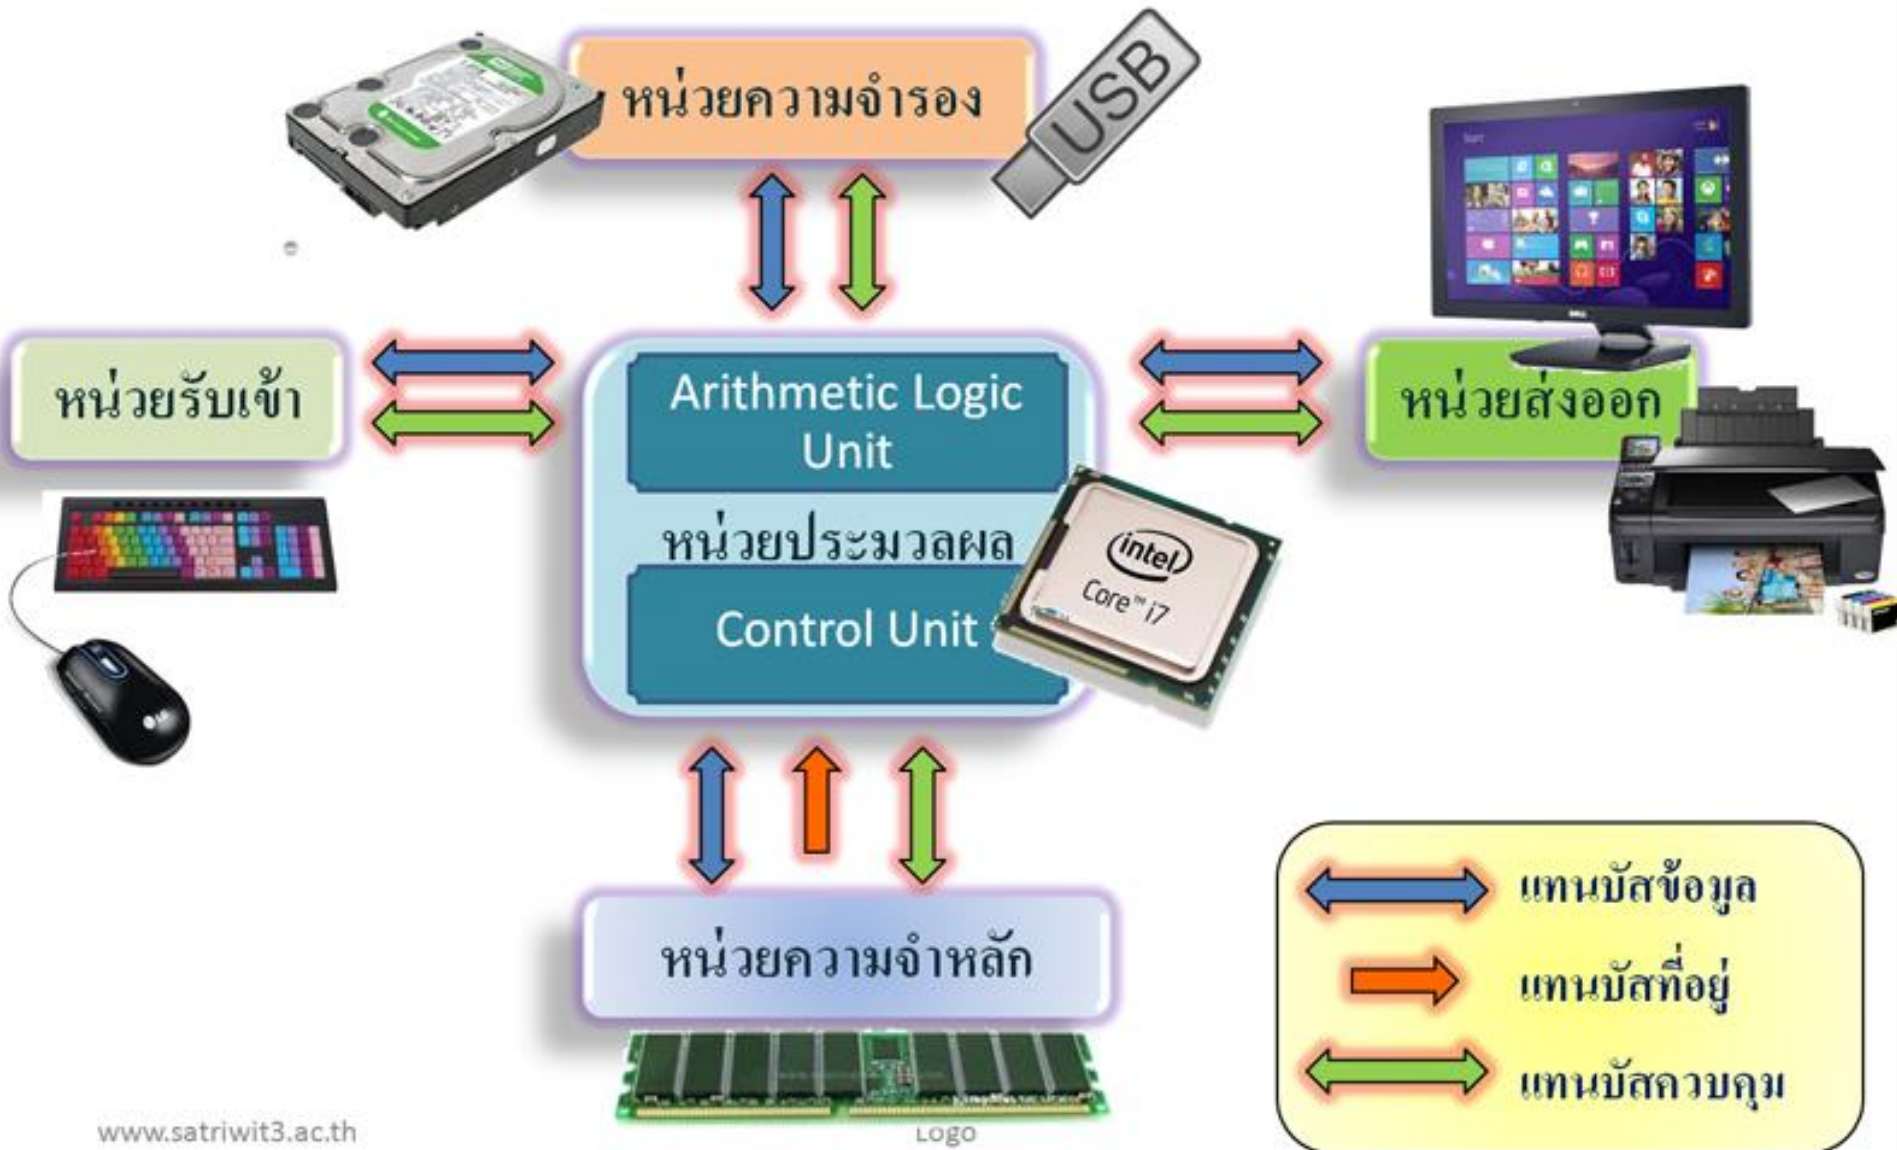 หน่วยความจำรอง
USB
Start
DELL
หน่วยรับเข้า
Arithmetic Logic
Unit
หน่วยส่งออก
หน่วยประมวลผล
intel
Core™ i7
Control Unit
LG
หน่วยความจำหลัก
แทนบัสข้อมูล
แทนบัสที่อยู่
แทนบัสควบคุม
www.satriwit3.ac.th
Logo